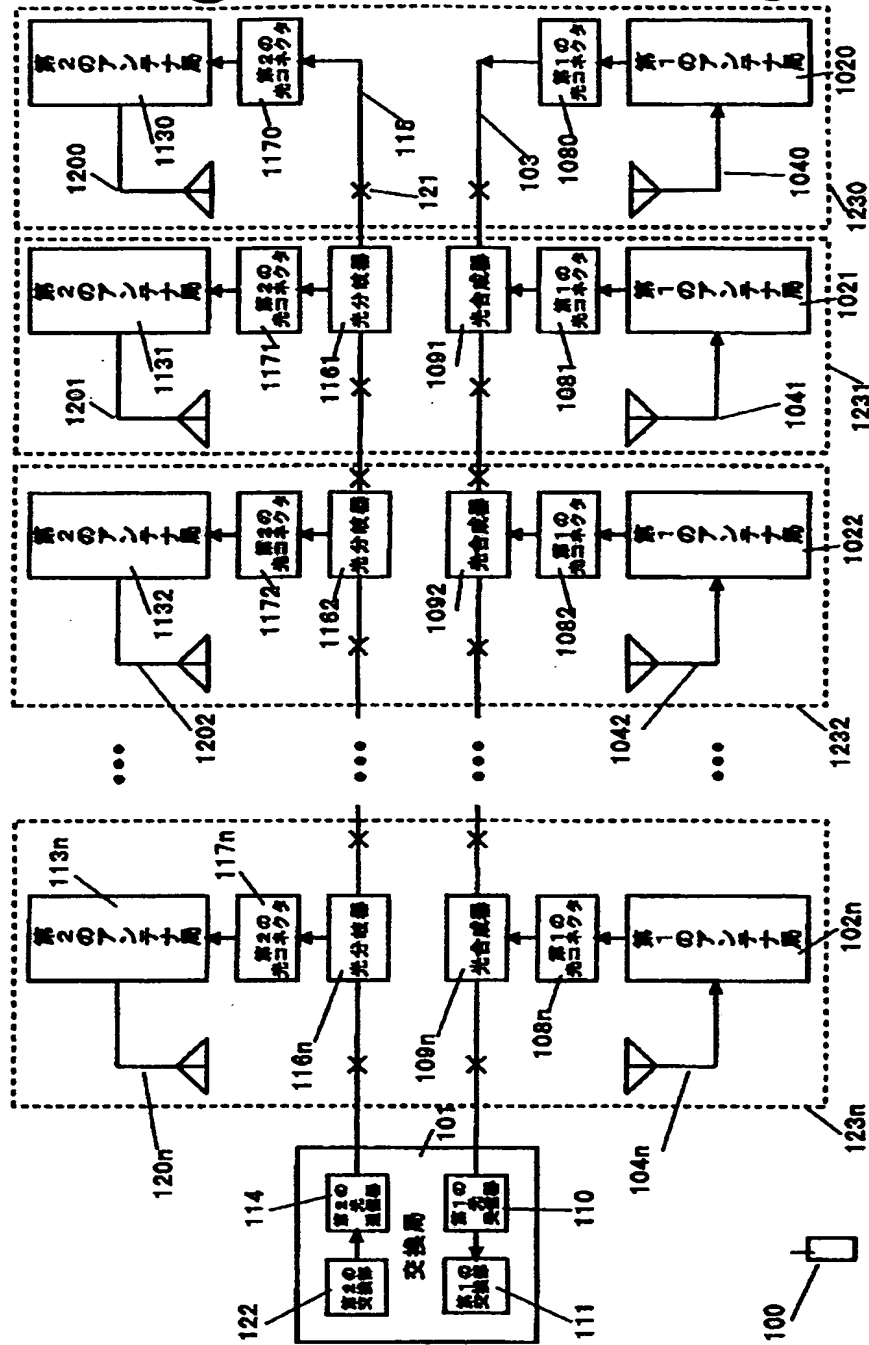 第2のアンテナ局
第2のアンテナ局
第2のアンテナ局
第2のアンテナ局
113n
1132
1131
1130
120n
1202
1201
1200
第2の光コネクタ
第2の光コネクタ
第2の光コネクタ
第2の光コネクタ
117n
1172
1171
1170
光分岐器
光分岐器
光分岐器
116n
1162
1161
118
121
101
交換局
第2の交換部
第2の光送信器
122
114
第1の交換部
第1の光受信器
111
110
光合成器
光合成器
光合成器
109n
1092
1091
103
第1の光コネクタ
第1の光コネクタ
第1の光コネクタ
第1の光コネクタ
108n
1082
1081
1080
第1のアンテナ局
第1のアンテナ局
第1のアンテナ局
第1のアンテナ局
102n
1022
1021
1020
104n
1042
1041
1040
123n
1232
1231
1230
100